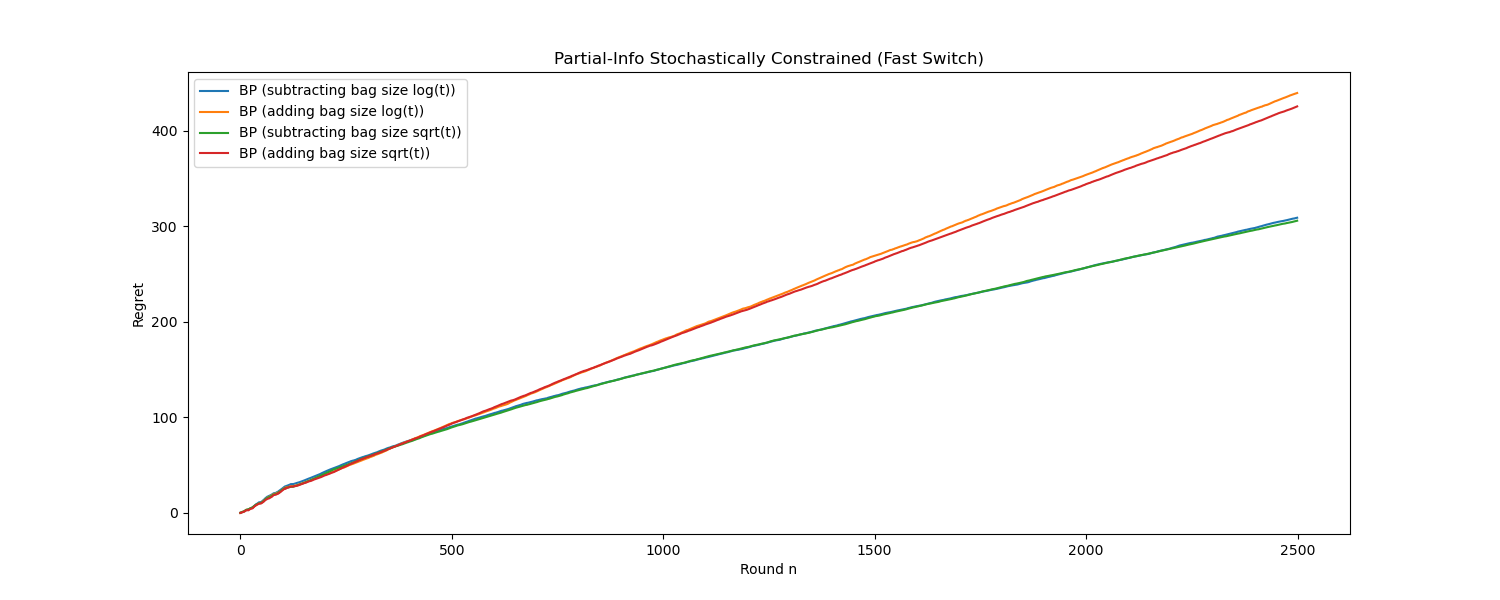 Partial-Info Stochastically Constrained (Fast Switch)
BP (subtracting bag size log(t))
BP (adding bag size log(t))
BP (subtracting bag size sqrt(t))
BP (adding bag size sqrt(t))
400
300
200
100
0
Regret
0 500 1000 1500 2000 2500
Round n